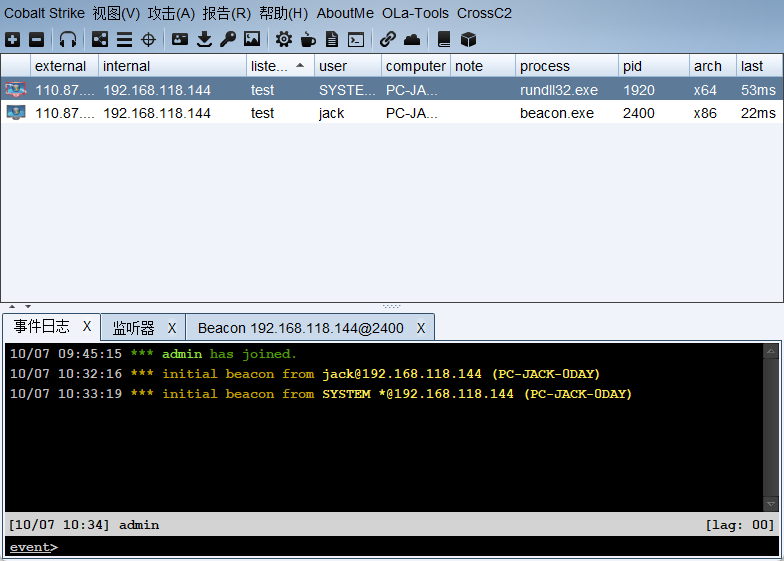 Cobalt Strike 视图(V) 攻击(A) 报告(R) 帮助(H) AboutMe OLa-Tools CrossC2
external internal liste... user computer note process pid arch last
110.87.... 192.168.118.144 test SYSTE... PC-JA... rundll32.exe 1920 x64 53ms
110.87.... 192.168.118.144 test jack PC-JA... beacon.exe 2400 x86 22ms
事件日志 X 监听器 X Beacon 192.168.118.144@2400 X
10/07 09:45:15 *** admin has joined.
10/07 10:32:16 *** initial beacon from jack@192.168.118.144 (PC-JACK-0DAY)
10/07 10:33:19 *** initial beacon from SYSTEM *@192.168.118.144 (PC-JACK-0DAY)
[10/07 10:34] admin [lag: 00]
event>